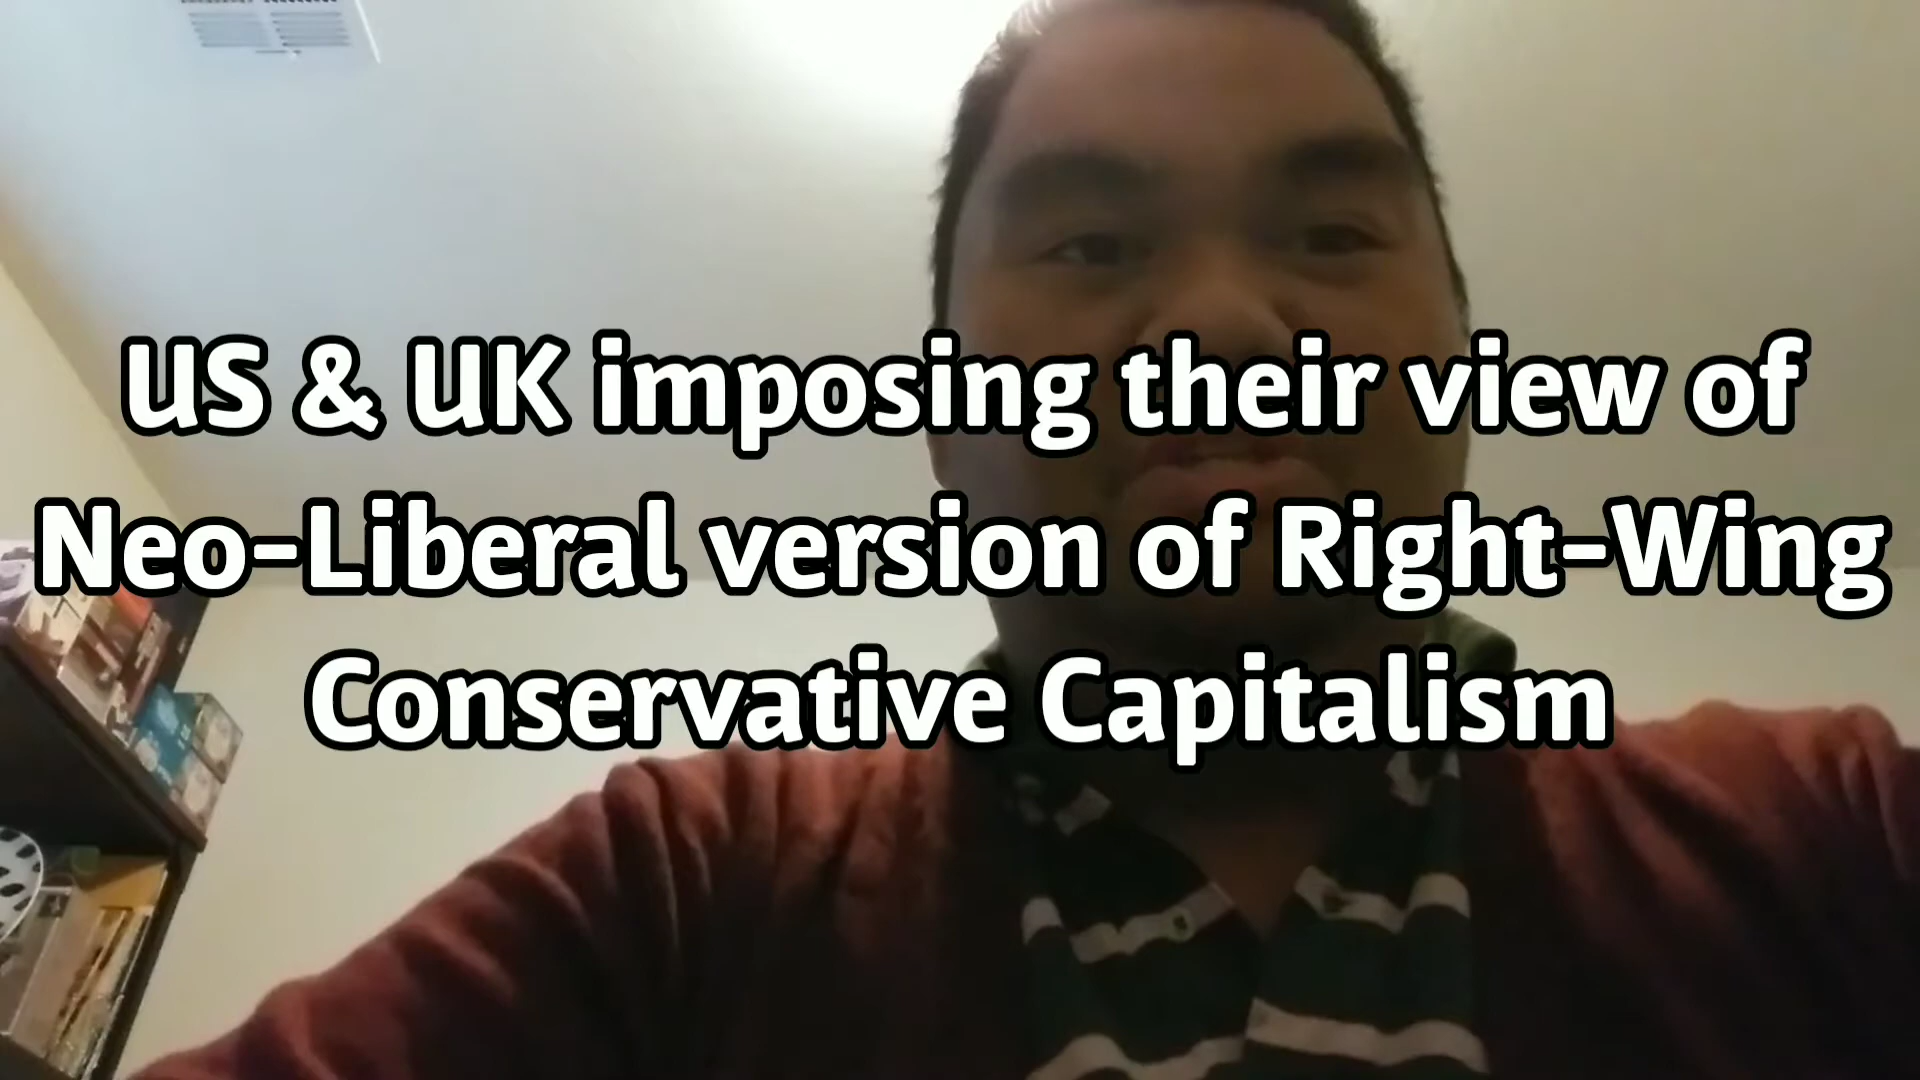 US & UK imposing their view of
Neo-Liberal version of Right-Wing
Conservative Capitalism